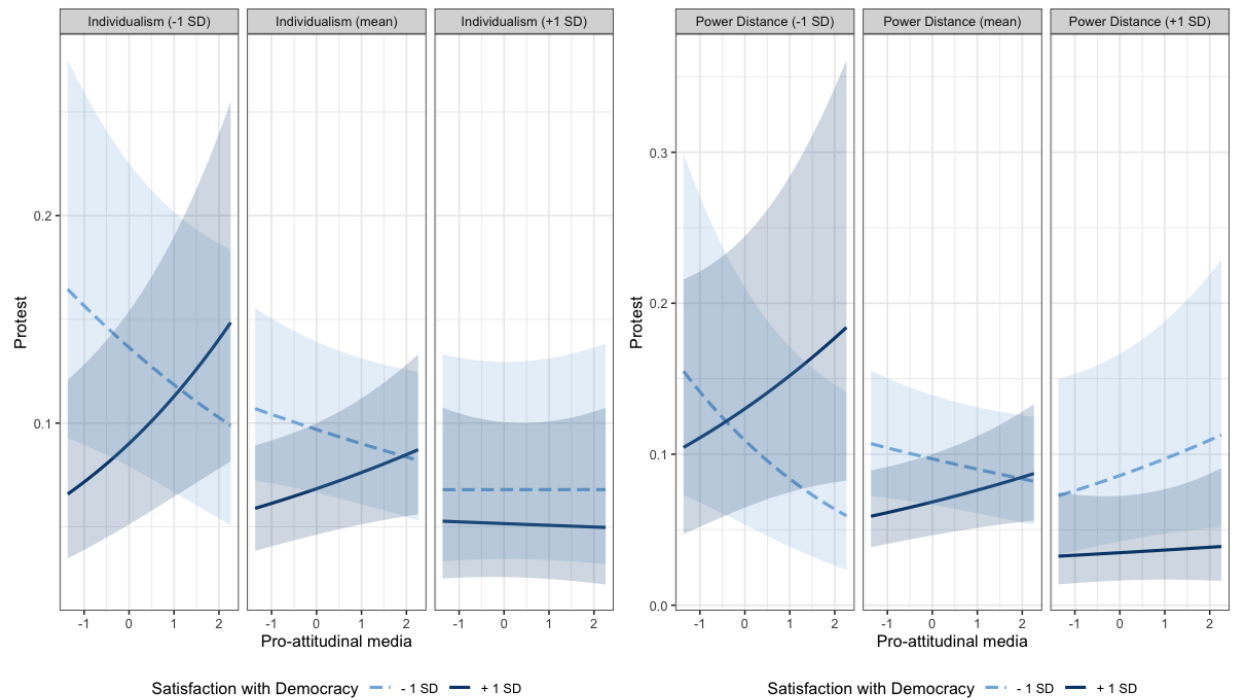 Individualism (-1 SD) Individualism (mean) Individualism (+1 SD)
Protest
0.2
0.1
-1 0 1 2 -1 0 1 2 -1 0 1 2
Pro-attitudinal media
Satisfaction with Democracy - 1 SD + 1 SD
Power Distance (-1 SD) Power Distance (mean) Power Distance (+1 SD)
Protest
0.3
0.2
0.1
0.0
-1 0 1 2 -1 0 1 2 -1 0 1 2
Pro-attitudinal media
Satisfaction with Democracy - 1 SD + 1 SD